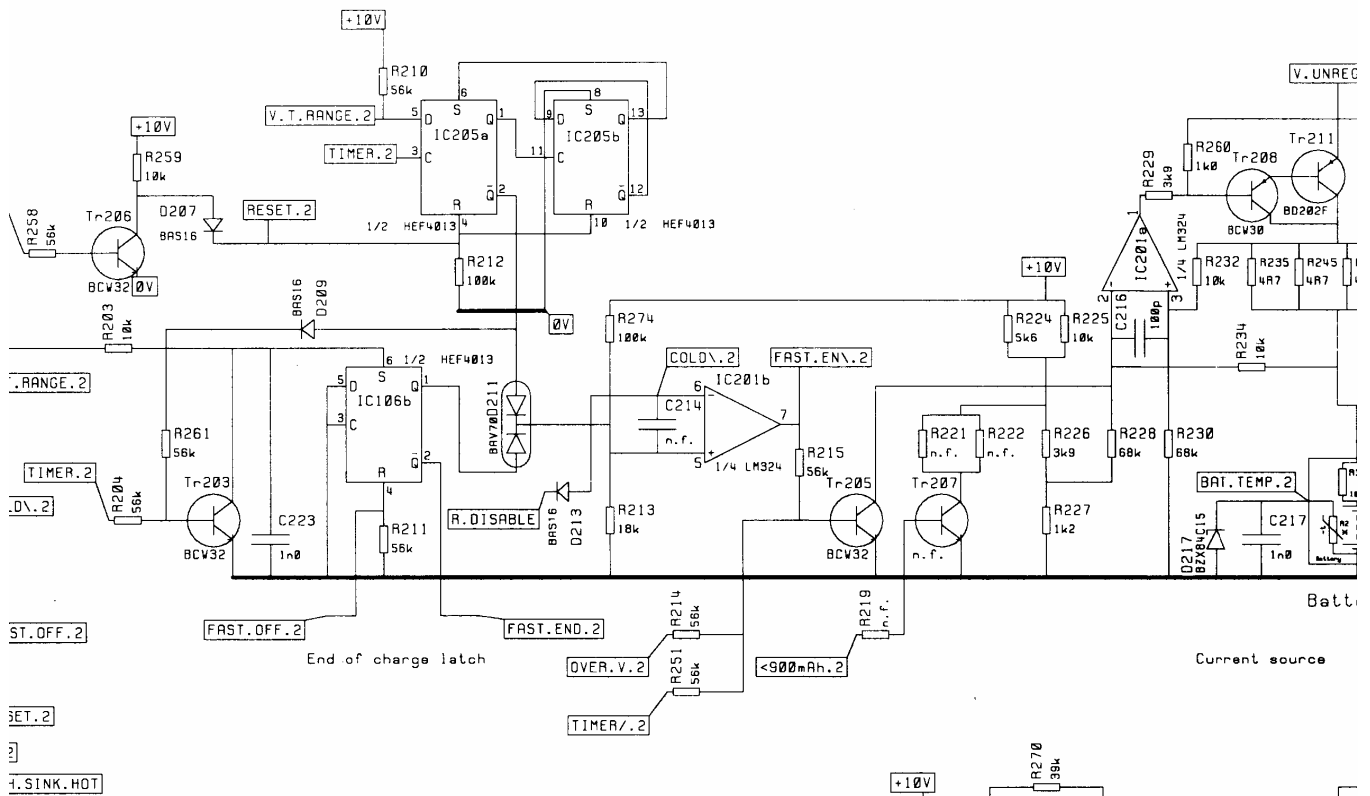 +10V
R210
56k
V.T.RANGE.2
TIMER.2
5
D
S
6
Q
1
IC205a
3
C
Q
2
R
4
1/2 HEF4013
9
D
S
8
Q
13
IC205b
11
C
Q
12
R
10
1/2 HEF4013
V.UNREG
+10V
R259
10k
D207
BAS16
RESET.2
Tr206
BCW32
0V
R258
56k
R212
100k
0V
R229
3k9
R260
1k0
Tr208
BCW30
Tr211
BD202F
1
IC201a
1/4 LM324
2
-
+
3
C216
100p
R232
10k
R235
4R7
R245
4R7
R234
10k
+10V
R224
5k6
R225
10k
R203
10k
BAS16
D209
R274
100k
T.RANGE.2
6
1/2 HEF4013
5
D
S
Q
1
IC106b
3
C
Q
2
R
4
BAV70
D211
COLD\.2
FAST.EN\.2
IC201b
6
-
7
5
+
1/4 LM324
C214
n.f.
R261
56k
TIMER.2
LD\.2
R204
56k
Tr203
BCW32
C223
1n0
R211
56k
R.DISABLE
BAS16
D213
R213
18k
R215
56k
Tr205
BCW32
R221
n.f.
R222
n.f.
Tr207
n.f.
R226
3k9
R228
68k
R230
68k
R227
1k2
BAT.TEMP.2
D217
BZX84C15
C217
1n0
R2
Battery
Batte
ST.OFF.2
FAST.OFF.2
FAST.END.2
End of charge latch
R214
56k
OVER.V.2
R251
56k
TIMER/.2
R219
n.f.
<900mAh.2
Current source
SET.2
2
H.SINK.HOT
+10V
R270
39k